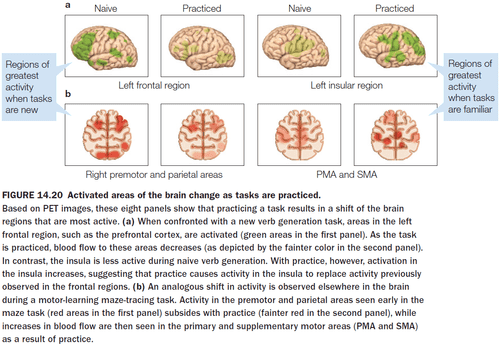 a
Naive
Practiced
Naive
Practiced
Regions of
greatest
activity
when tasks
are new
Left frontal region
Left insular region
Regions of
greatest
activity
when tasks
are familiar
b
Right premotor and parietal areas
PMA and SMA
FIGURE 14.20 Activated areas of the brain change as tasks are practiced.
Based on PET images, these eight panels show that practicing a task results in a shift of the brain
regions that are most active. (a) When confronted with a new verb generation task, areas in the left
frontal region, such as the prefrontal cortex, are activated (green areas in the first panel). As the task
is practiced, blood flow to these areas decreases (as depicted by the fainter color in the second panel).
In contrast, the insula is less active during naive verb generation. With practice, however, activation in
the insula increases, suggesting that practice causes activity in the insula to replace activity previously
observed in the frontal regions. (b) An analogous shift in activity is observed elsewhere in the brain
during a motor-learning maze-tracing task. Activity in the premotor and parietal areas seen early in the
maze task (red areas in the first panel) subsides with practice (fainter red in the second panel), while
increases in blood flow are then seen in the primary and supplementary motor areas (PMA and SMA)
as a result of practice.